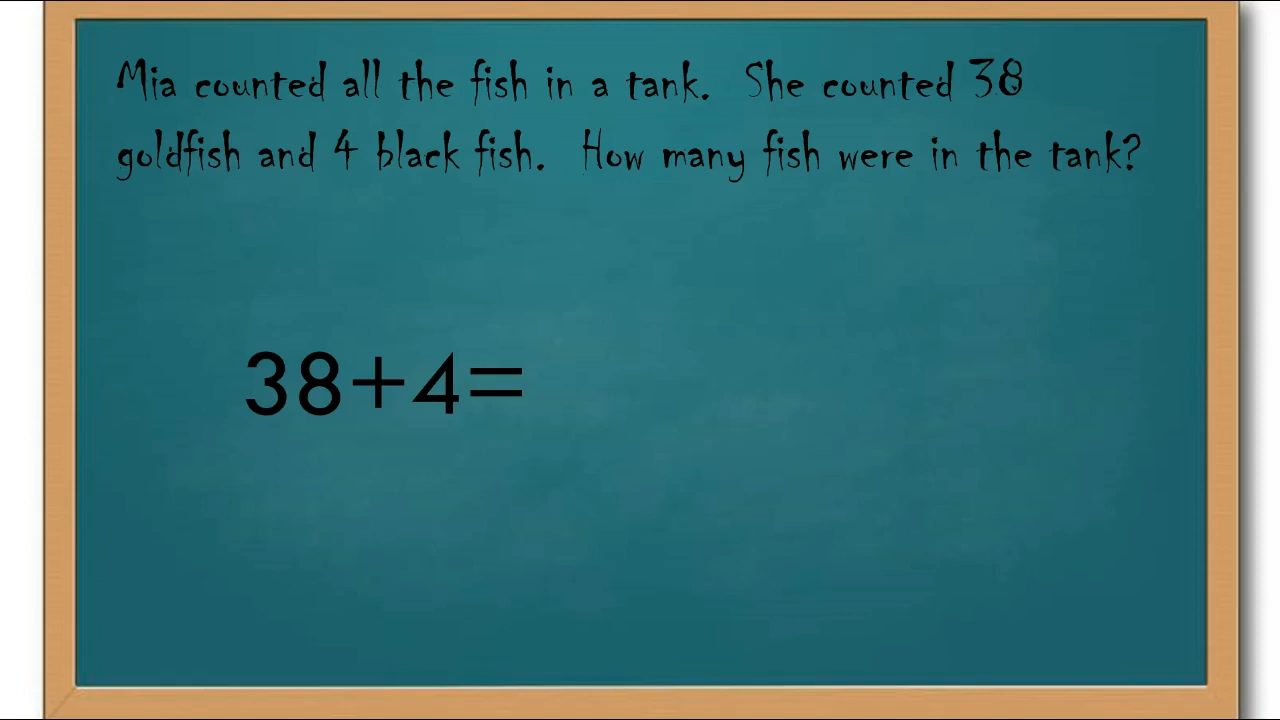 Mia counted all the fish in a tank.  She counted 38
goldfish and 4 black fish.  How many fish were in the tank?
38+4=